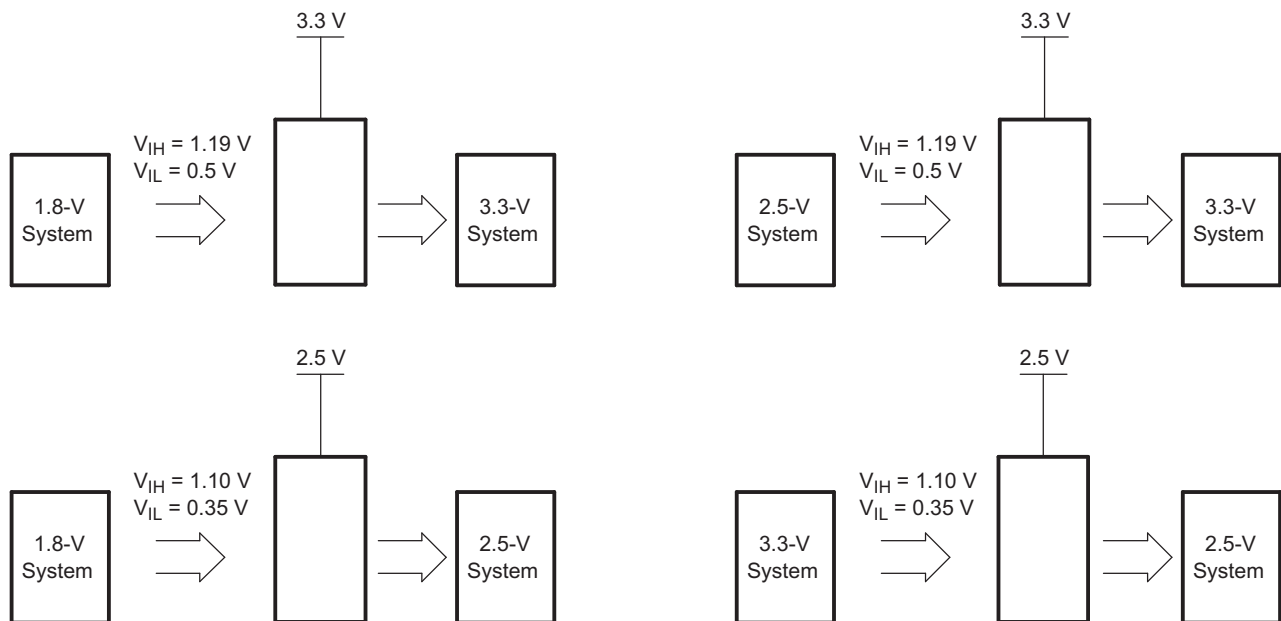 3.3 V
V_IH = 1.19 V
V_IL = 0.5 V
1.8-V
System
3.3-V
System
3.3 V
V_IH = 1.19 V
V_IL = 0.5 V
2.5-V
System
3.3-V
System
2.5 V
V_IH = 1.10 V
V_IL = 0.35 V
1.8-V
System
2.5-V
System
2.5 V
V_IH = 1.10 V
V_IL = 0.35 V
3.3-V
System
2.5-V
System